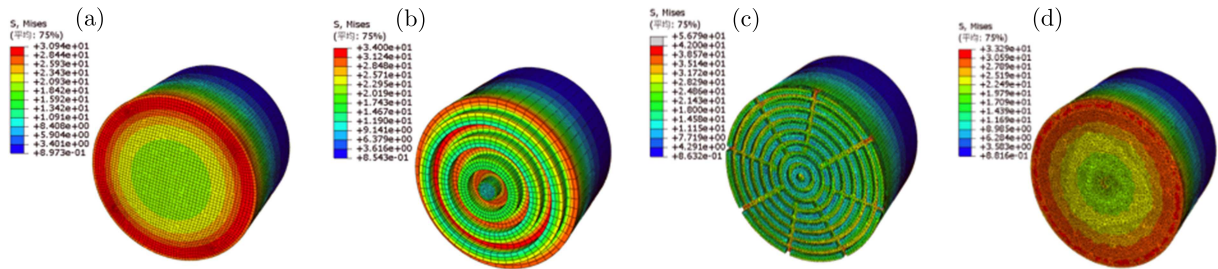 (a)
S, Mises
(平均: 75%)
+3.094e+01
+2.844e+01
+2.593e+01
+2.343e+01
+2.093e+01
+1.842e+01
+1.592e+01
+1.342e+01
+1.091e+01
+8.408e+00
+5.904e+00
+3.401e+00
+8.973e-01
(b)
S, Mises
(平均: 75%)
+3.400e+01
+3.124e+01
+2.848e+01
+2.571e+01
+2.295e+01
+2.019e+01
+1.743e+01
+1.467e+01
+1.190e+01
+9.141e+00
+6.379e+00
+3.616e+00
+8.543e-01
(c)
S, Mises
(平均: 75%)
+5.679e+01
+4.200e+01
+3.857e+01
+3.514e+01
+3.172e+01
+2.829e+01
+2.486e+01
+2.143e+01
+1.800e+01
+1.458e+01
+1.115e+01
+7.719e+00
+4.291e+00
+8.632e-01
(d)
S, Mises
(平均: 75%)
+3.329e+01
+3.059e+01
+2.789e+01
+2.519e+01
+2.249e+01
+1.979e+01
+1.709e+01
+1.439e+01
+1.169e+01
+8.985e+00
+6.284e+00
+3.583e+00
+8.816e-01